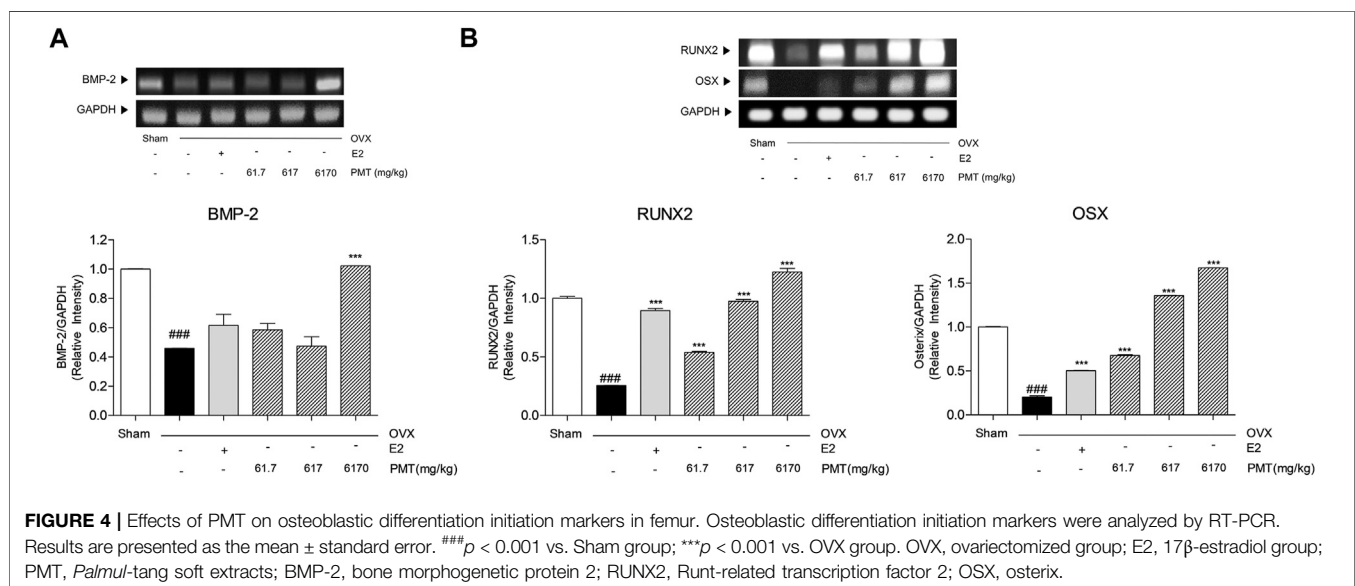 A
BMP-2 ▶
GAPDH ▶
Sham OVX
- - + - - - E2
- - - 61.7 617 6170 PMT (mg/kg)
B
RUNX2 ▶
OSX ▶
GAPDH ▶
Sham OVX
- - + - - - E2
- - - 61.7 617 6170 PMT (mg/kg)
BMP-2
BMP-2/GAPDH
(Relative Intensity)
1.2
1.0
0.8
0.6
0.4
0.2
0.0
###
***
Sham OVX
- + - - - E2
- - 61.7 617 6170 PMT(mg/kg)
RUNX2
RUNX2/GAPDH
(Relative Intensity)
1.5
1.0
0.5
0.0
###
***
***
***
***
Sham OVX
- + - - - E2
- - 61.7 617 6170 PMT(mg/kg)
OSX
Osterix/GAPDH
(Relative Intensity)
2.0
1.5
1.0
0.5
0.0
###
***
***
***
***
Sham OVX
- + - - - E2
- - 61.7 617 6170 PMT(mg/kg)
FIGURE 4 | Effects of PMT on osteoblastic differentiation initiation markers in femur. Osteoblastic differentiation initiation markers were analyzed by RT-PCR.
Results are presented as the mean ± standard error. ###p < 0.001 vs. Sham group; ***p < 0.001 vs. OVX group. OVX, ovariectomized group; E2, 17β-estradiol group;
PMT, Palmul-tang soft extracts; BMP-2, bone morphogenetic protein 2; RUNX2, Runt-related transcription factor 2; OSX, osterix.